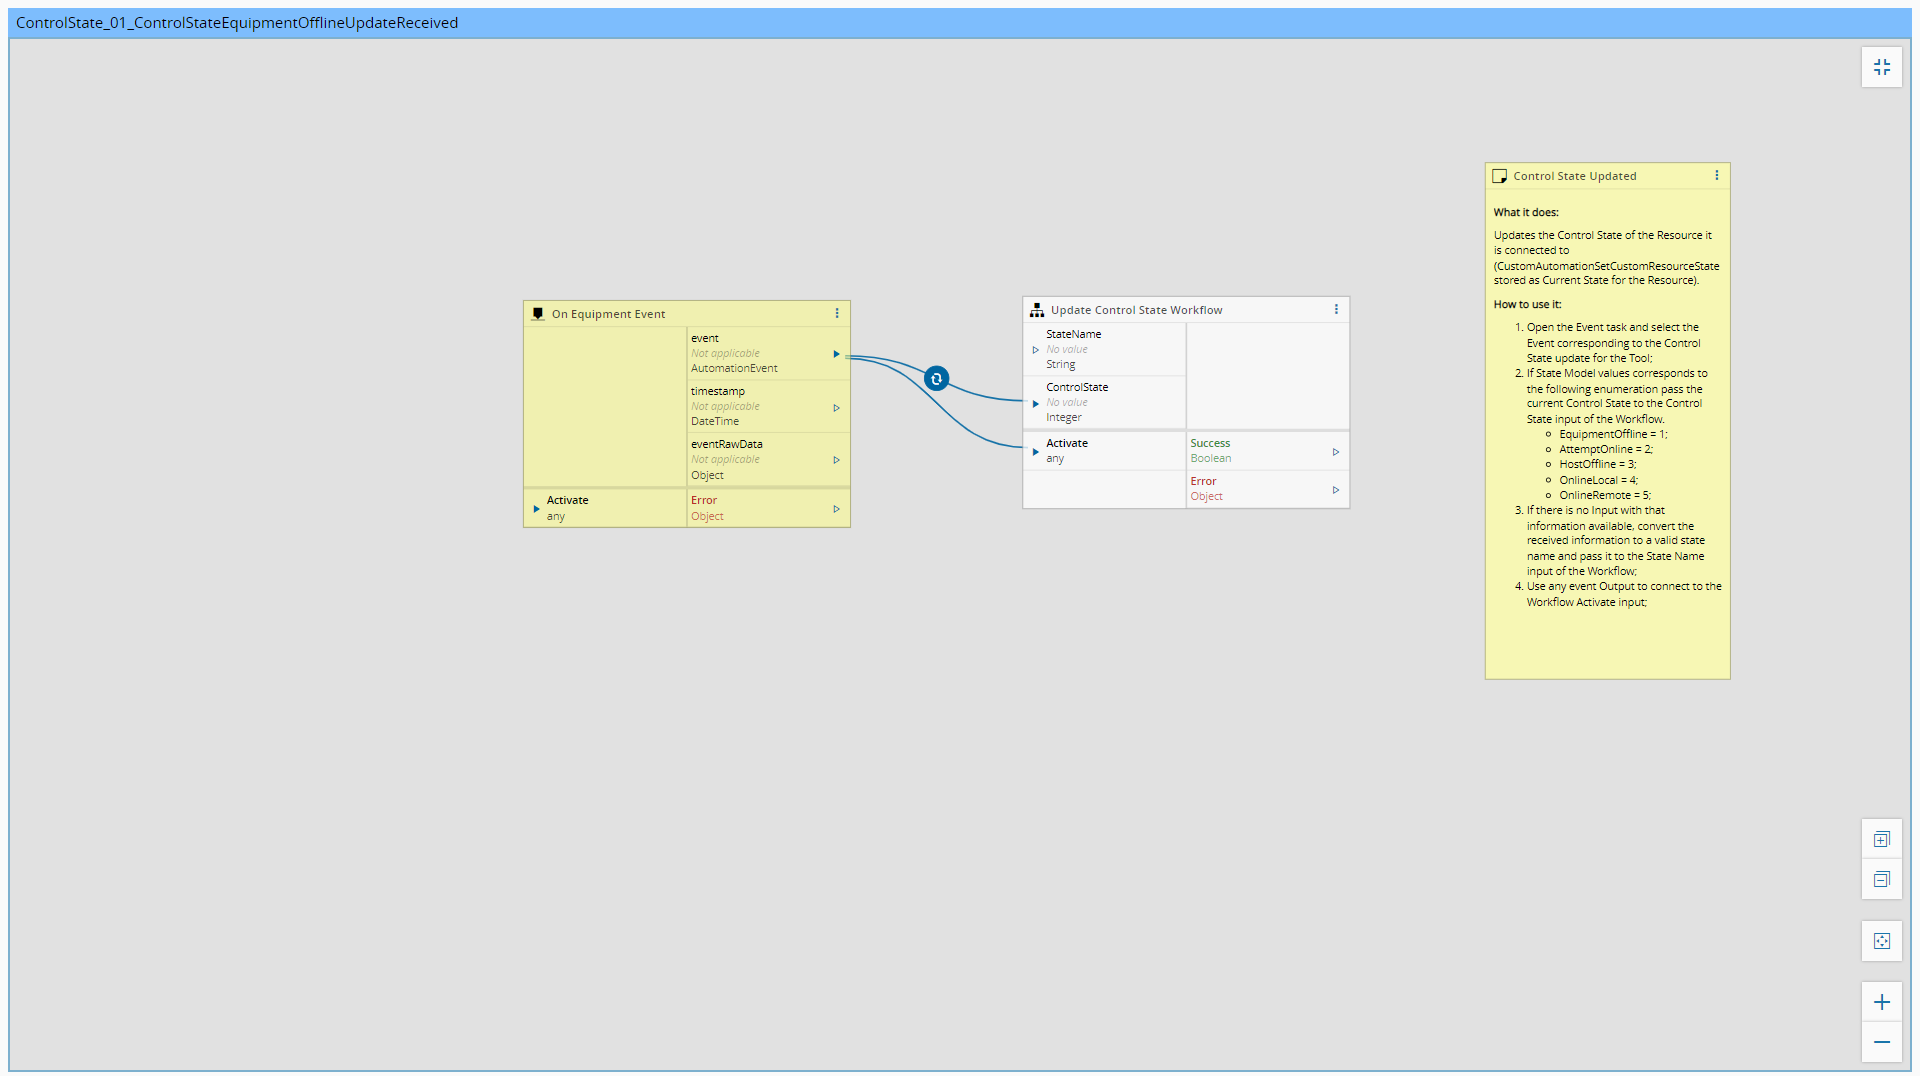 ControlState_01_ControlStateEquipmentOfflineUpdateReceived
On Equipment Event
event
Not applicable
AutomationEvent
timestamp
Not applicable
DateTime
eventRawData
Not applicable
Object
Activate
any
Error
Object
Update Control State Workflow
StateName
No value
String
ControlState
No value
Integer
Activate
any
Success
Boolean
Error
Object
Control State Updated
What it does:
Updates the Control State of the Resource it
is connected to
(CustomAutomationSetCustomResourceState
stored as Current State for the Resource).
How to use it:
1. Open the Event task and select the
Event corresponding to the Control
State update for the Tool;
2. If State Model values corresponds to
the following enumeration pass the
current Control State to the Control
State input of the Workflow.
EquipmentOffline = 1;
AttemptOnline = 2;
HostOffline = 3;
OnlineLocal = 4;
OnlineRemote = 5;
3. If there is no Input with that
information available, convert the
received information to a valid state
name and pass it to the State Name
input of the Workflow;
4. Use any event Output to connect to the
Workflow Activate input;